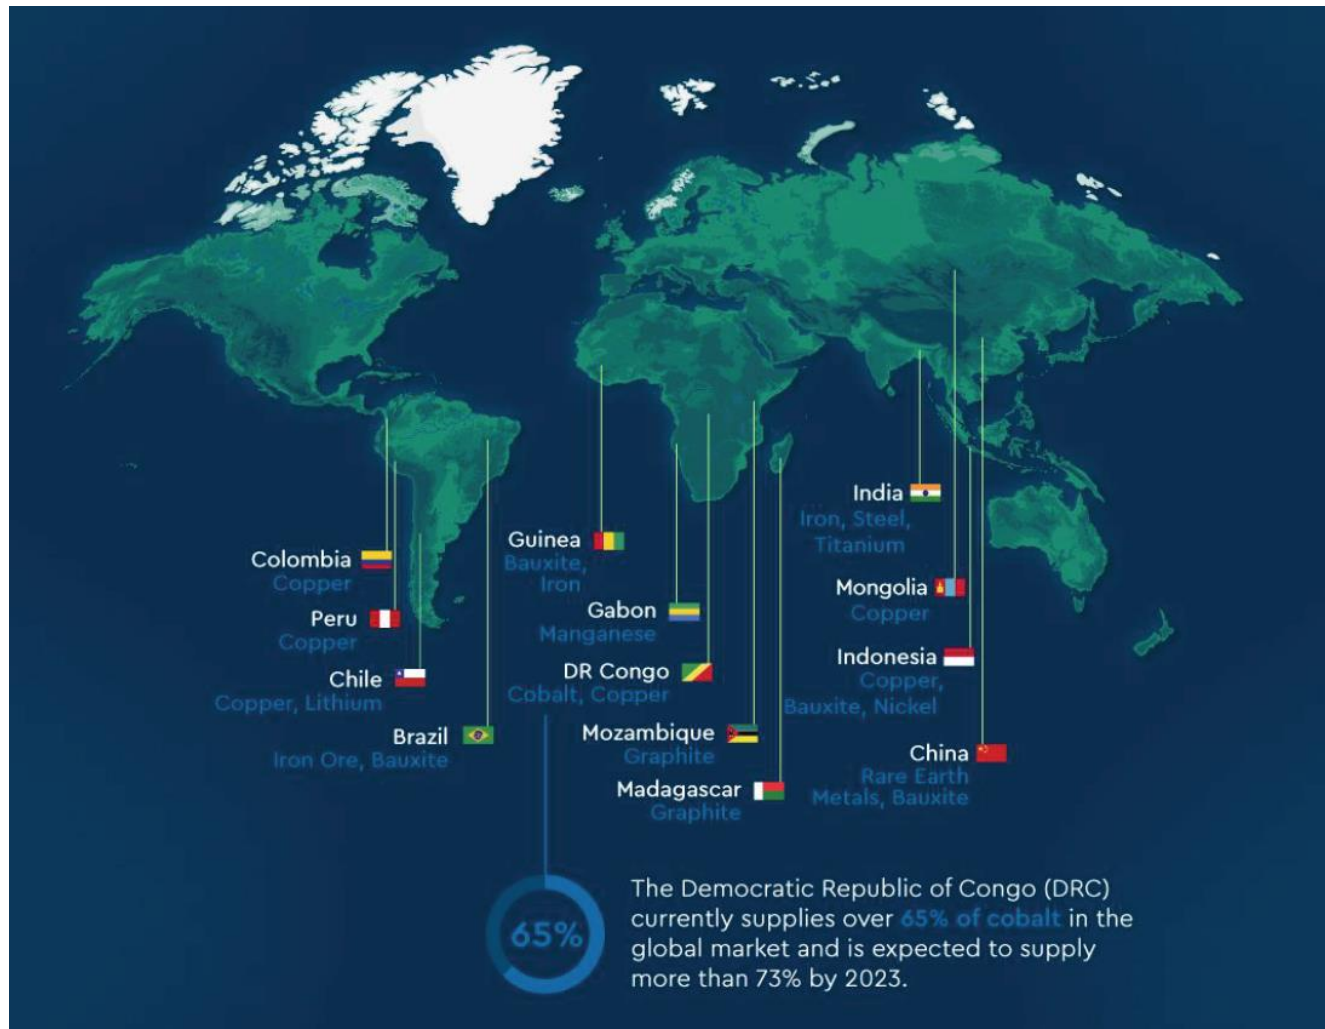 Colombia
Copper
Peru
Copper
Chile
Copper, Lithium
Brazil
Iron Ore, Bauxite
Guinea
Bauxite,
Iron
Gabon
Manganese
DR Congo
Cobalt, Copper
Mozambique
Graphite
Madagascar
Graphite
India
Iron, Steel,
Titanium
Mongolia
Copper
Indonesia
Copper,
Bauxite, Nickel
China
Rare Earth
Metals, Bauxite
65%
The Democratic Republic of Congo (DRC)
currently supplies over 65% of cobalt in the
global market and is expected to supply
more than 73% by 2023.